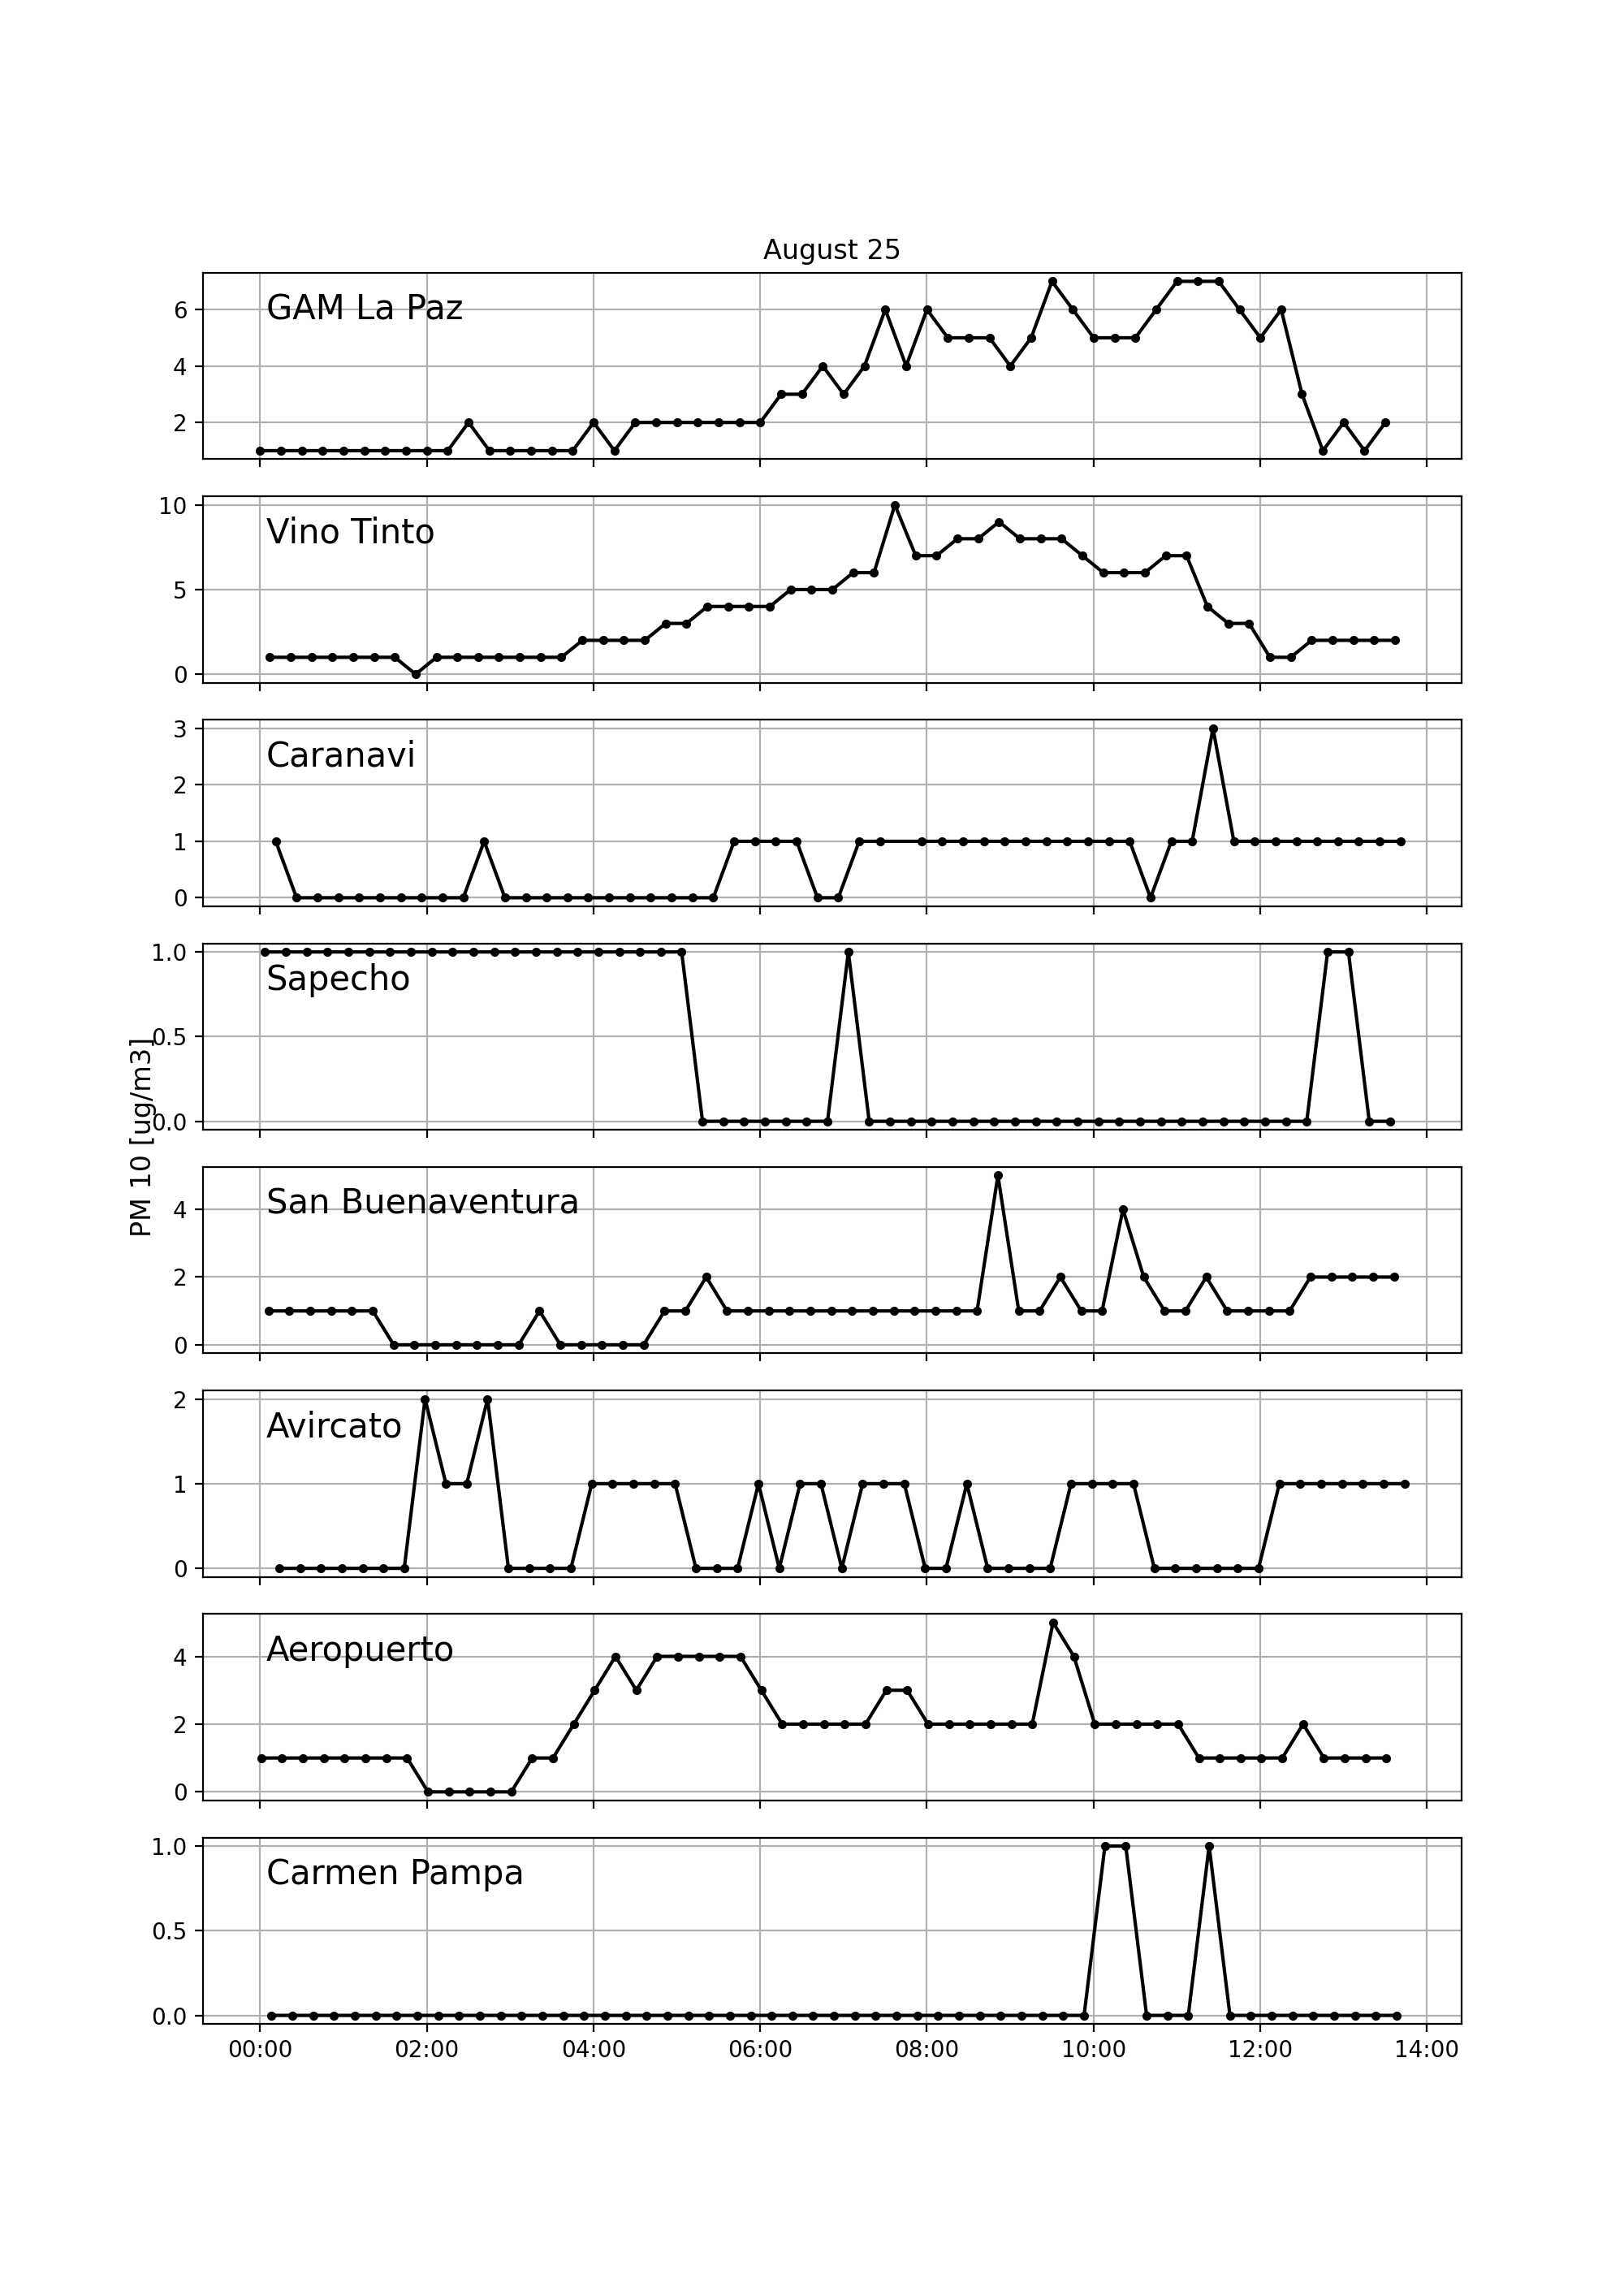 August 25
GAM La Paz
6
4
2
Vino Tinto
10
5
0
Caranavi
3
2
1
0
Sapecho
1.0
0.5
0.0
PM 10 [ug/m3]
San Buenaventura
4
2
0
Avircato
2
1
0
Aeropuerto
4
2
0
Carmen Pampa
1.0
0.5
0.0
00:00 02:00 04:00 06:00 08:00 10:00 12:00 14:00